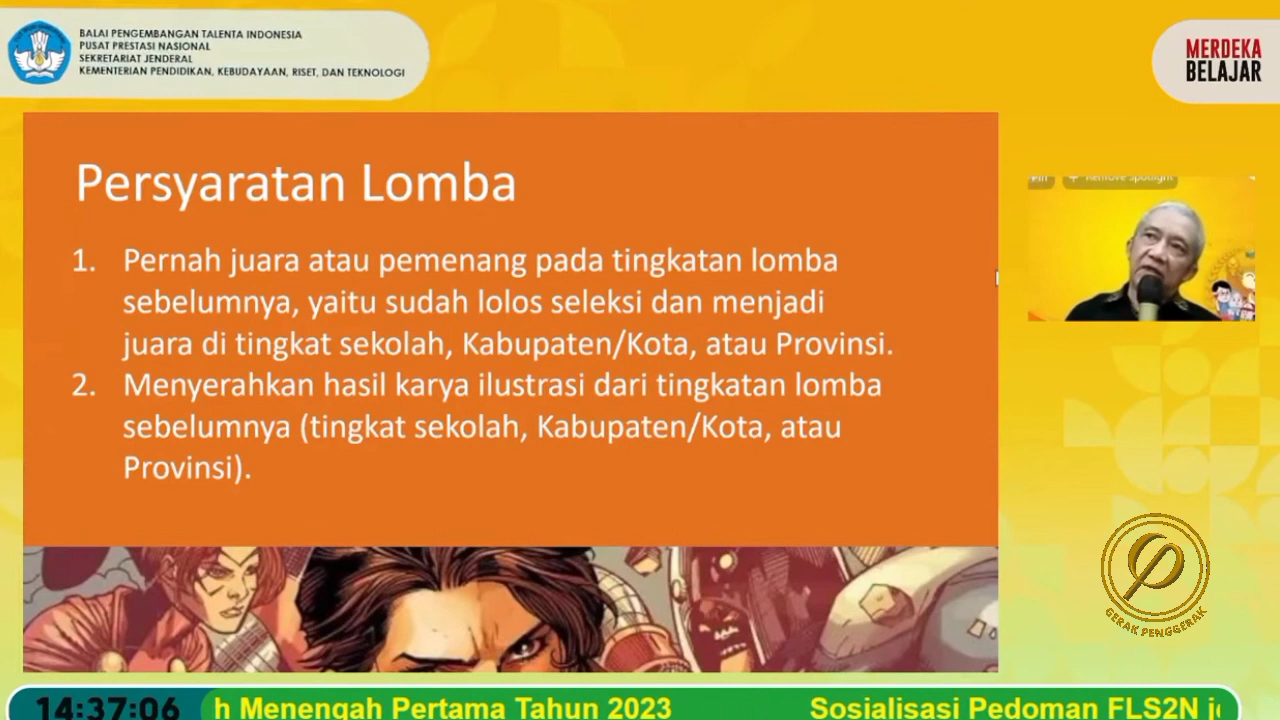 BALAI PENGEMBANGAN TALENTA INDONESIA
PUSAT PRESTASI NASIONAL
SEKRETARIAT JENDERAL
KEMENTERIAN PENDIDIKAN, KEBUDAYAAN, RISET, DAN TEKNOLOGI
MERDEKA
BELAJAR
Persyaratan Lomba
1. Pernah juara atau pemenang pada tingkatan lomba
sebelumnya, yaitu sudah lolos seleksi dan menjadi
juara di tingkat sekolah, Kabupaten/Kota, atau Provinsi.
2. Menyerahkan hasil karya ilustrasi dari tingkatan lomba
sebelumnya (tingkat sekolah, Kabupaten/Kota, atau
Provinsi).
Remove spotlight
GERAK PENGGERAK
14:37:06
h Menengah Pertama Tahun 2023 Sosialisasi Pedoman FLS2N